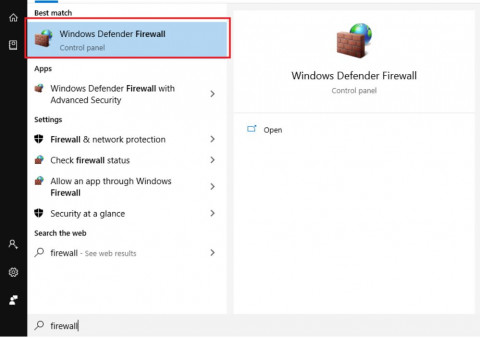 Best match
Windows Defender Firewall
Control panel
Apps
Windows Defender Firewall with
Advanced Security
Settings
Firewall & network protection
Check firewall status
Allow an app through Windows
Firewall
Security at a glance
Search the web
firewall - See web results
firewall
Windows Defender Firewall
Control panel
Open